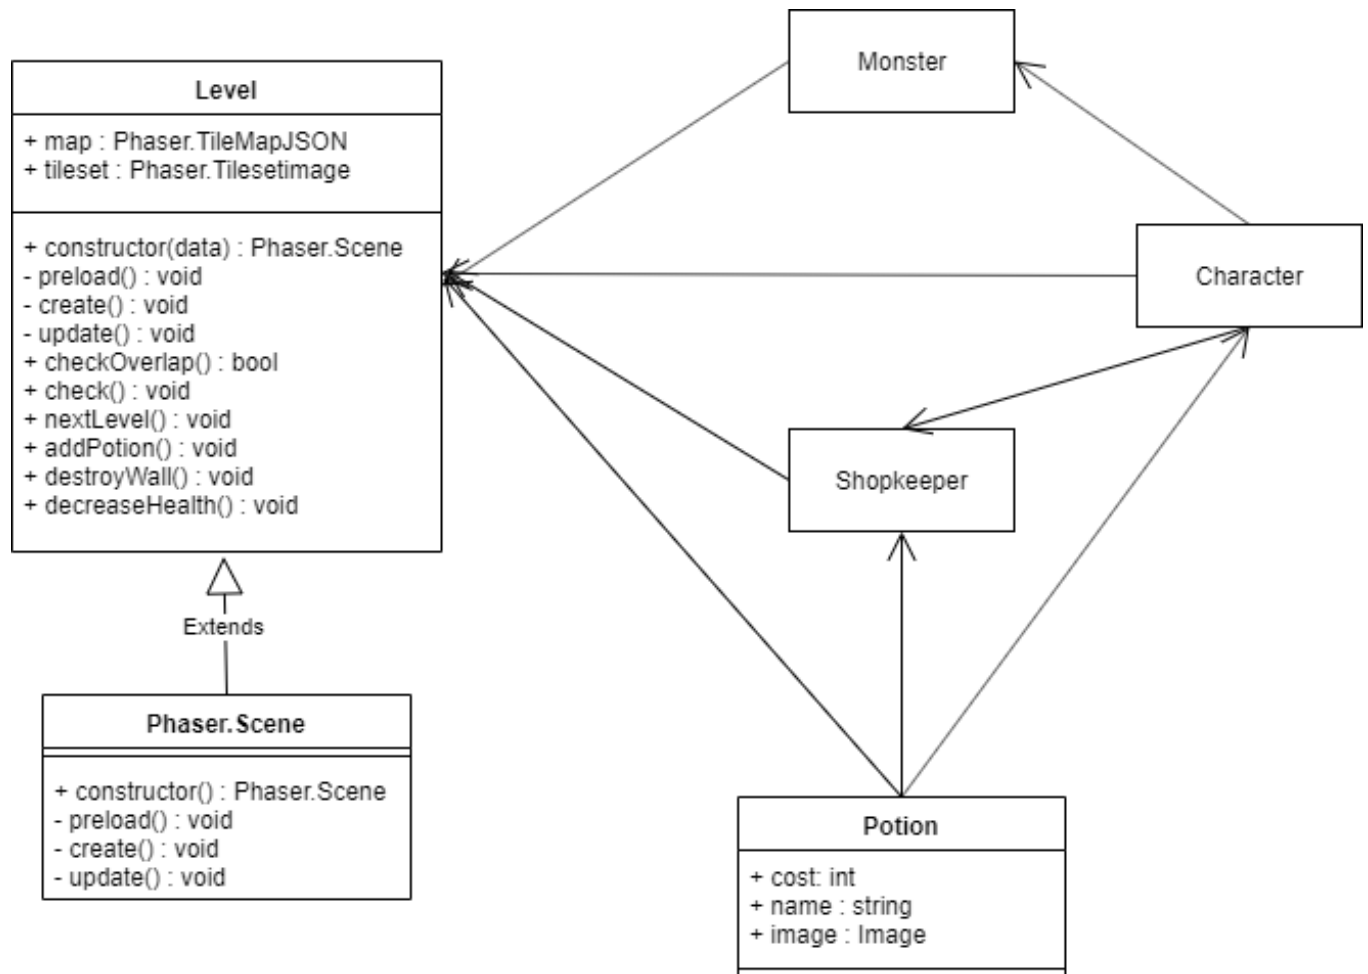 Level
+ map : Phaser.TileMapJSON
+ tileset : Phaser.Tilesetimage
+ constructor(data) : Phaser.Scene
- preload() : void
- create() : void
- update() : void
+ checkOverlap() : bool
+ check() : void
+ nextLevel() : void
+ addPotion() : void
+ destroyWall() : void
+ decreaseHealth() : void
Extends
Phaser.Scene
+ constructor() : Phaser.Scene
- preload() : void
- create() : void
- update() : void
Monster
Character
Shopkeeper
Potion
+ cost: int
+ name : string
+ image : Image